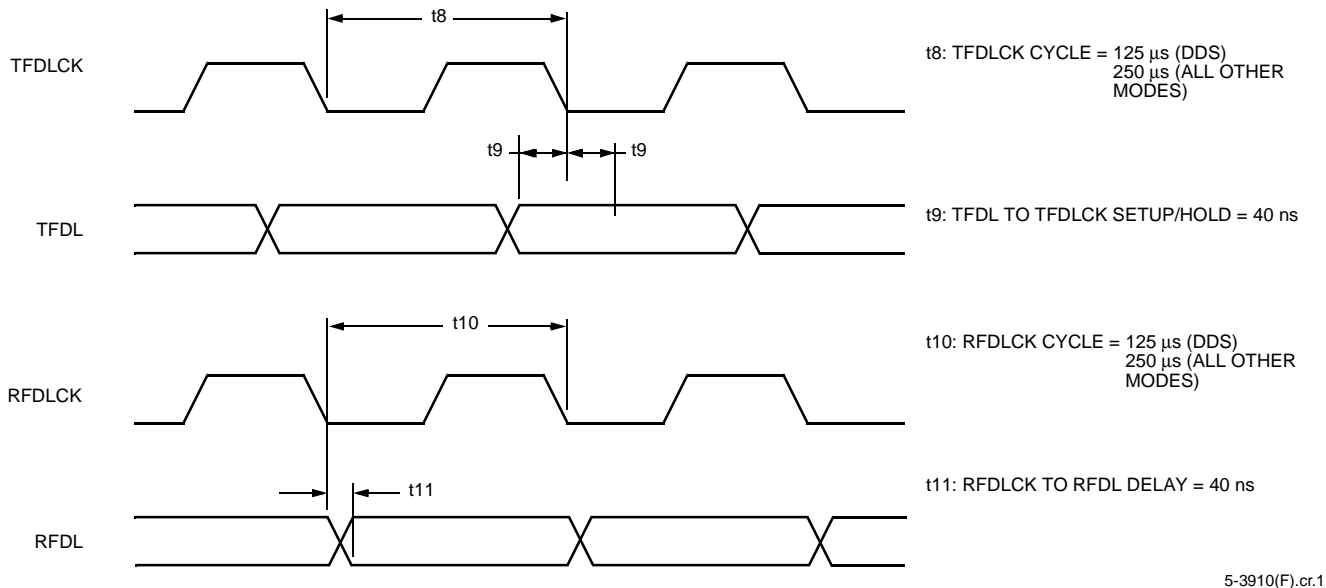 t8
TFDLCK
t8: TFDLCK CYCLE = 125 µs (DDS)
250 µs (ALL OTHER
MODES)
t9
t9
TFDL
t9: TFDL TO TFDLCK SETUP/HOLD = 40 ns
t10
RFDLCK
t10: RFDLCK CYCLE = 125 µs (DDS)
250 µs (ALL OTHER
MODES)
t11
t11: RFDLCK TO RFDL DELAY = 40 ns
RFDL
5-3910(F).cr.1